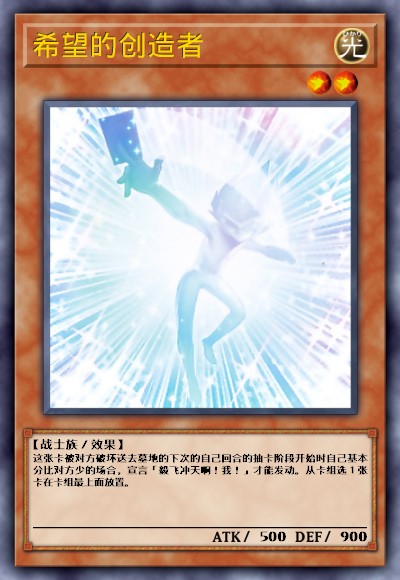 希望的创造者
光
ひかり
【战士族／效果】
这张卡被对方破坏送去墓地的下次的自己回合的抽卡阶段开始时自己基本
分比对方少的场合，宣言「毅飞冲天啊！我！」才能发动。从卡组选１张
卡在卡组最上面放置。
ATK/ 500 DEF/ 900